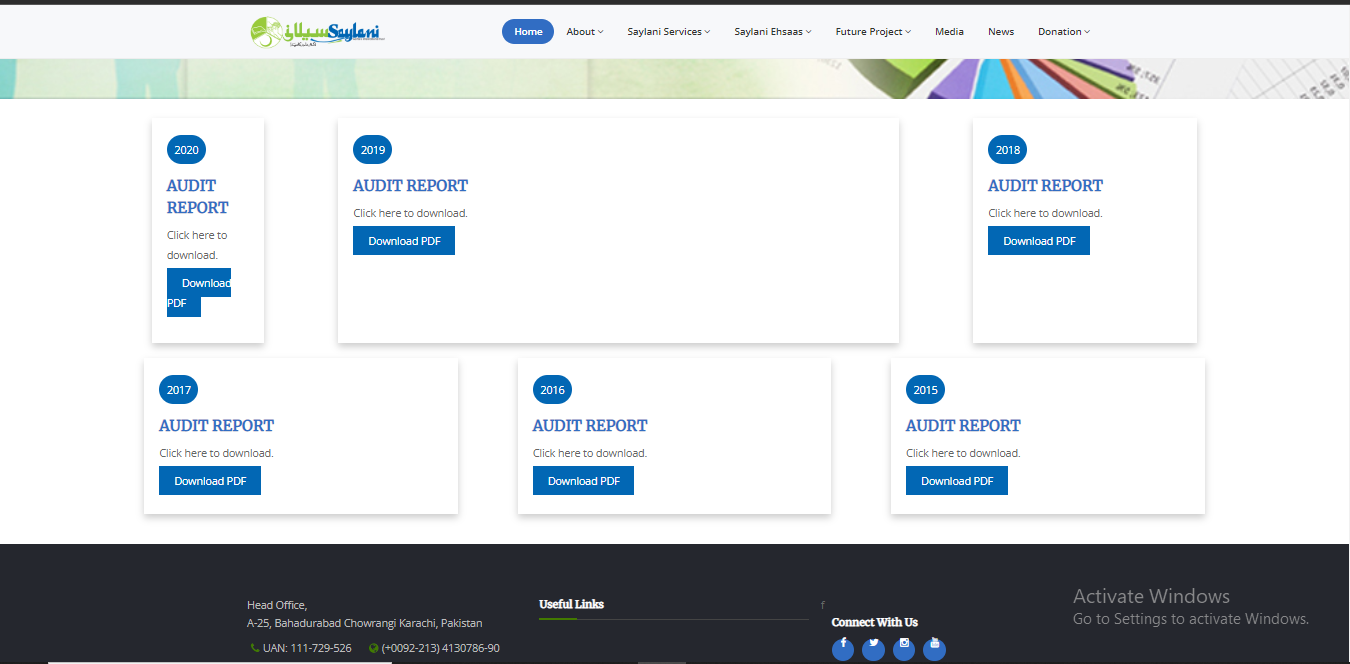 سیلانی Saylani
Home About Saylani Services Saylani Ehsaas Future Project Media News Donation
2020
AUDIT
REPORT
Click here to
download.
Download
PDF
2019
AUDIT REPORT
Click here to download.
Download PDF
2018
AUDIT REPORT
Click here to download.
Download PDF
2017
AUDIT REPORT
Click here to download.
Download PDF
2016
AUDIT REPORT
Click here to download.
Download PDF
2015
AUDIT REPORT
Click here to download.
Download PDF
Head Office,
A-25, Bahadurabad Chowrangi Karachi, Pakistan
UAN: 111-729-526 (+0092-213) 4130786-90
Useful Links
f
Connect With Us
Activate Windows
Go to Settings to activate Windows.